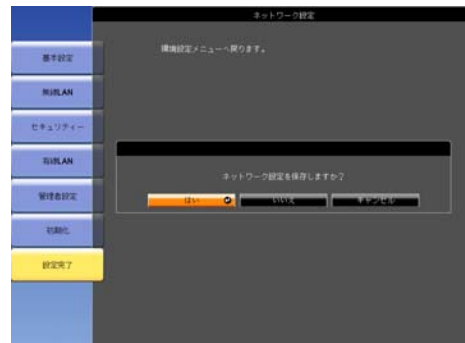 ネットワーク設定
環境設定メニューへ戻ります。
基本設定
無線LAN
セキュリティー
有線LAN
管理者設定
初期化
設定完了
ネットワーク設定を保存しますか?
はい
いいえ
キャンセル